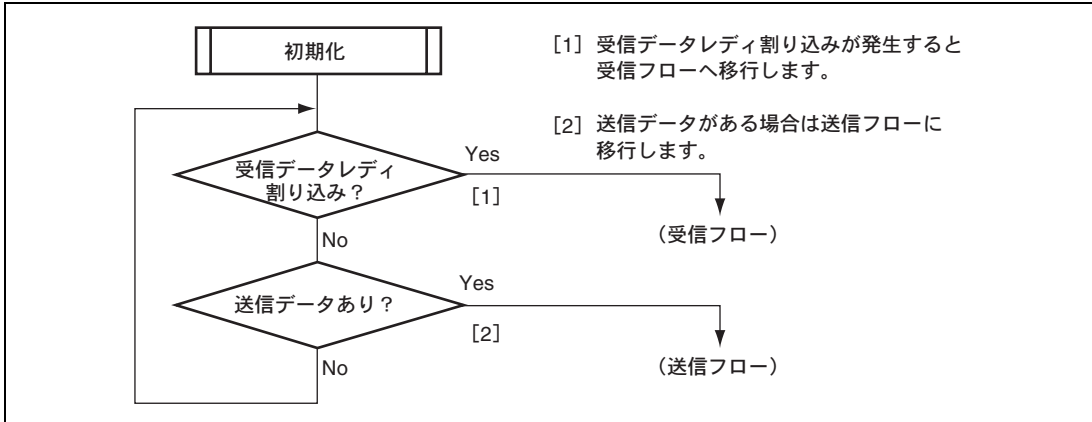 初期化
[1] 受信データレディ割り込みが発生すると
受信フローへ移行します。
[2] 送信データがある場合は送信フローに
移行します。
受信データレディ
割り込み？
Yes
[1]
（受信フロー）
No
送信データあり？
Yes
[2]
（送信フロー）
No